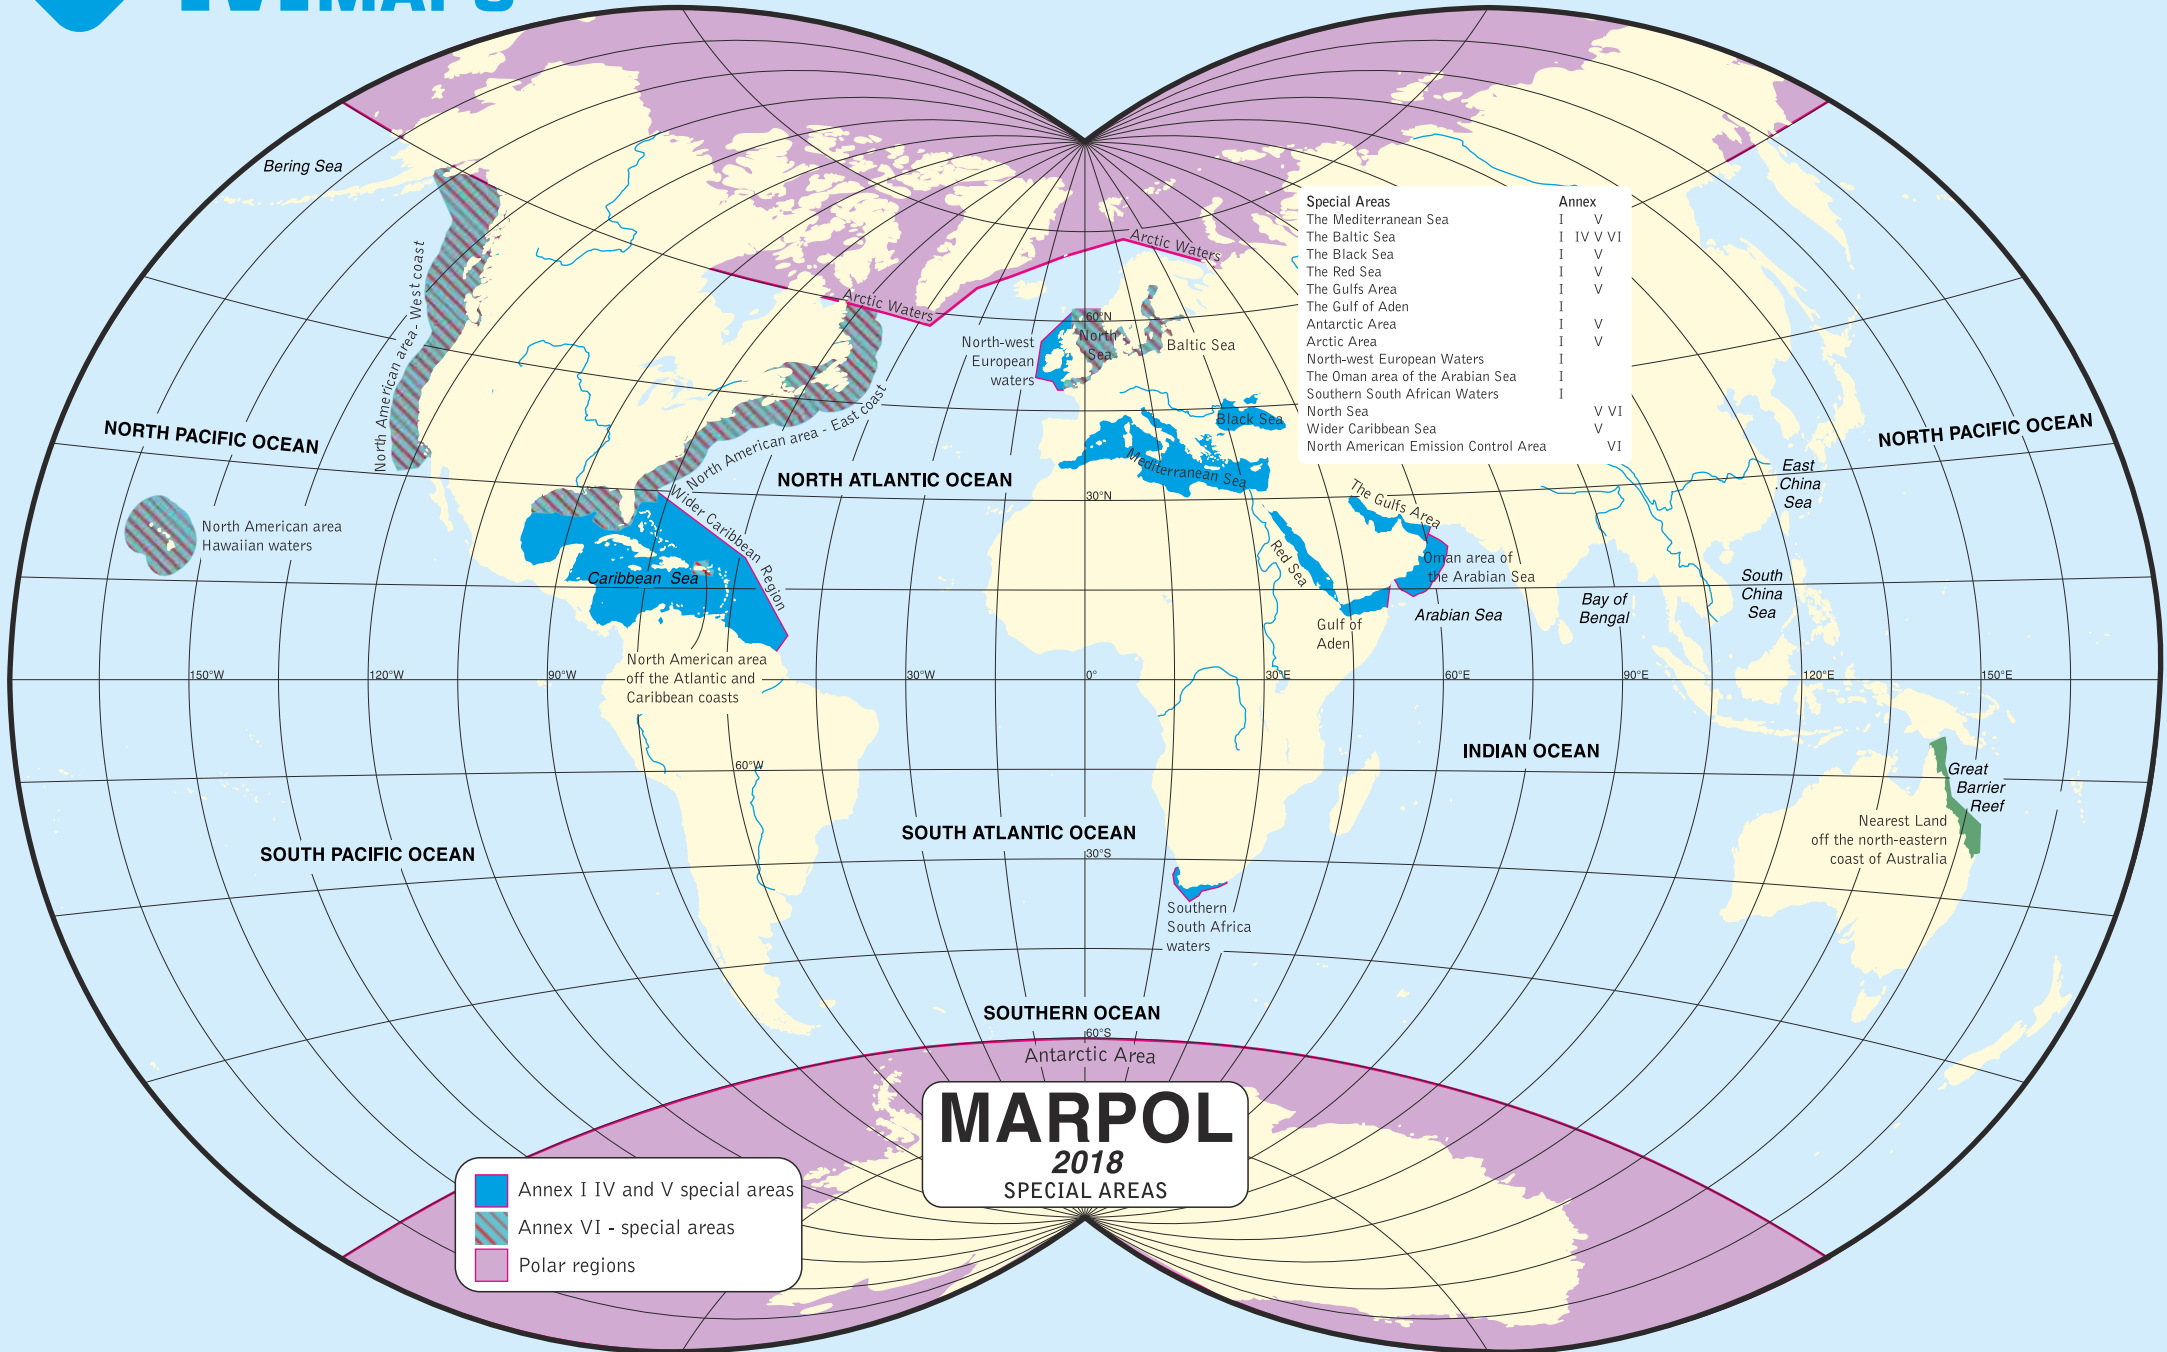 Bering Sea
Arctic Waters
Arctic Waters
Special Areas Annex
The Mediterranean Sea I V
The Baltic Sea I IV V VI
The Black Sea I V
The Red Sea I V
The Gulfs Area I V
The Gulf of Aden I
Antarctic Area I V
Arctic Area I V
North-west European Waters I
The Oman area of the Arabian Sea I
Southern South African Waters I
North Sea V VI
Wider Caribbean Sea V
North American Emission Control Area VI
North American area - West coast
North-west
European
waters
60°N
North
Sea
Baltic Sea
Black Sea
Mediterranean Sea
North American area - East coast
NORTH PACIFIC OCEAN
NORTH ATLANTIC OCEAN
NORTH PACIFIC OCEAN
East
China
Sea
30°N
Wider Caribbean Region
The Gulfs Area
North American area
Hawaiian waters
Caribbean Sea
Red Sea
Oman area of
the Arabian Sea
Gulf of
Aden
Arabian Sea
Bay of
Bengal
South
China
Sea
North American area
off the Atlantic and
Caribbean coasts
150°W
120°W
90°W
30°W
0°
30°E
60°E
90°E
120°E
150°E
60°W
INDIAN OCEAN
Great
Barrier
Reef
Nearest Land
off the north-eastern
coast of Australia
SOUTH PACIFIC OCEAN
SOUTH ATLANTIC OCEAN
30°S
Southern
South Africa
waters
SOUTHERN OCEAN
60°S
Antarctic Area
MARPOL
2018
SPECIAL AREAS
Annex I IV and V special areas
Annex VI - special areas
Polar regions